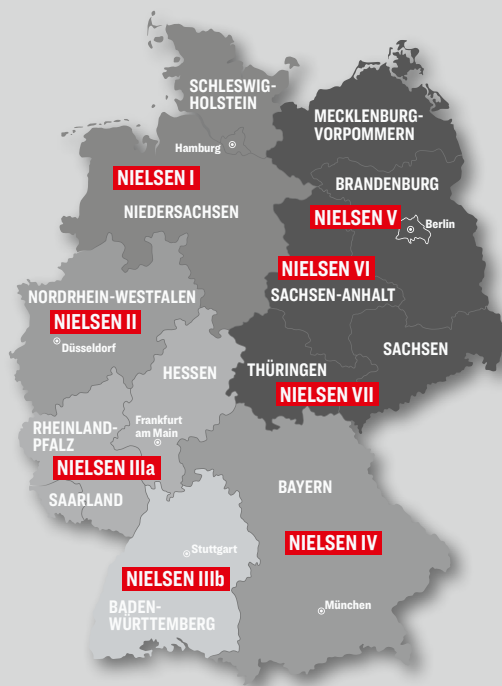 SCHLESWIG-
HOLSTEIN
MECKLENBURG-
VORPOMMERN
Hamburg
NIELSEN I
BRANDENBURG
NIEDERSACHSEN
NIELSEN V
Berlin
NIELSEN VI
SACHSEN-ANHALT
NORDRHEIN-WESTFALEN
NIELSEN II
Düsseldorf
SACHSEN
HESSEN
THÜRINGEN
NIELSEN VII
RHEINLAND-
PFALZ
Frankfurt
am Main
NIELSEN IIIa
SAARLAND
BAYERN
NIELSEN IV
Stuttgart
NIELSEN IIIb
BADEN-
WÜRTTEMBERG
München